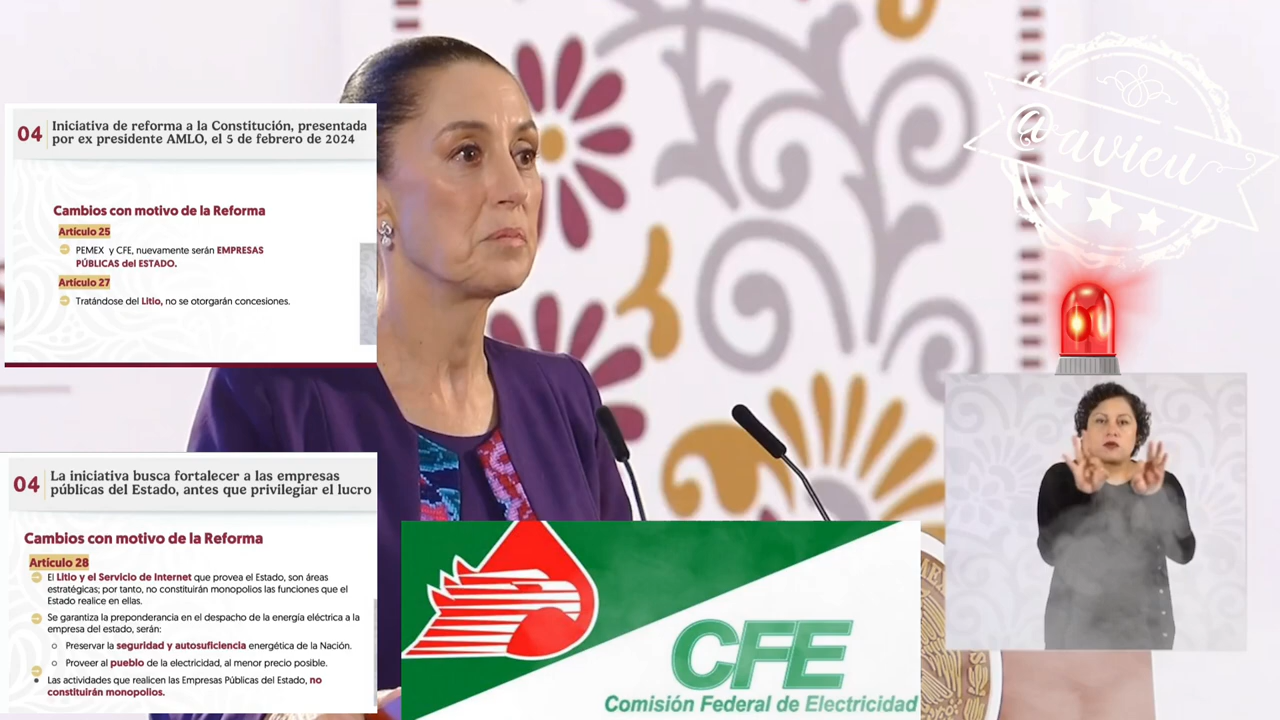 04
Iniciativa de reforma a la Constitución, presentada
por ex presidente AMLO, el 5 de febrero de 2024
Cambios con motivo de la Reforma
Artículo 25
PEMEX y CFE, nuevamente serán EMPRESAS
PÚBLICAS del ESTADO.
Artículo 27
Tratándose del Litio, no se otorgarán concesiones.
04
La iniciativa busca fortalecer a las empresas
públicas del Estado, antes que privilegiar el lucro
Cambios con motivo de la Reforma
Artículo 28
El Litio y el Servicio de Internet que provea el Estado, son áreas
estratégicas; por tanto, no constituirán monopolios las funciones que el
Estado realice en ellas.
Se garantiza la preponderancia en el despacho de la energía eléctrica a la
empresa del estado, serán:
Preservar la seguridad y autosuficiencia energética de la Nación.
Proveer al pueblo de la electricidad, al menor precio posible.
Las actividades que realicen las Empresas Públicas del Estado, no
constituirán monopolios.
CFE
Comisión Federal de Electricidad
@avieu